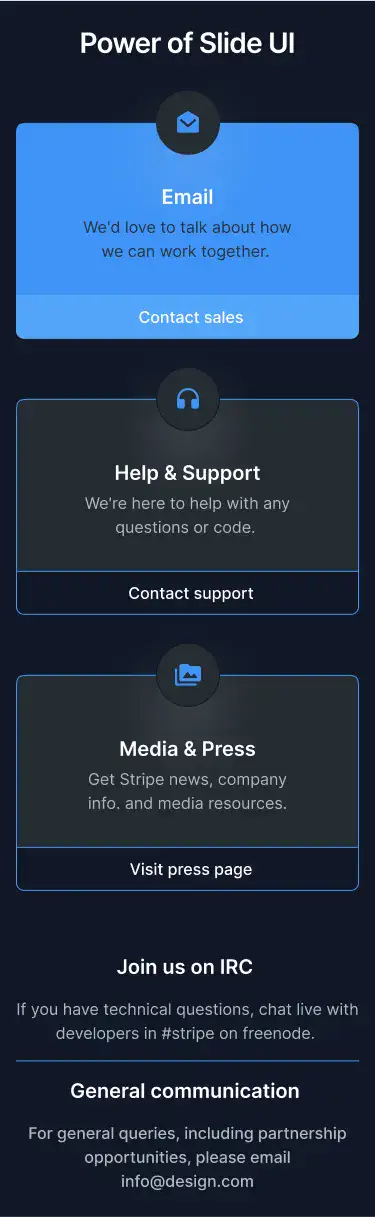 Power of Slide UI
Email
We'd love to talk about how
we can work together.
Contact sales
Help & Support
We're here to help with any
questions or code.
Contact support
Media & Press
Get Stripe news, company
info. and media resources.
Visit press page
Join us on IRC
If you have technical questions, chat live with
developers in #stripe on freenode.
General communication
For general queries, including partnership
opportunities, please email
info@design.com